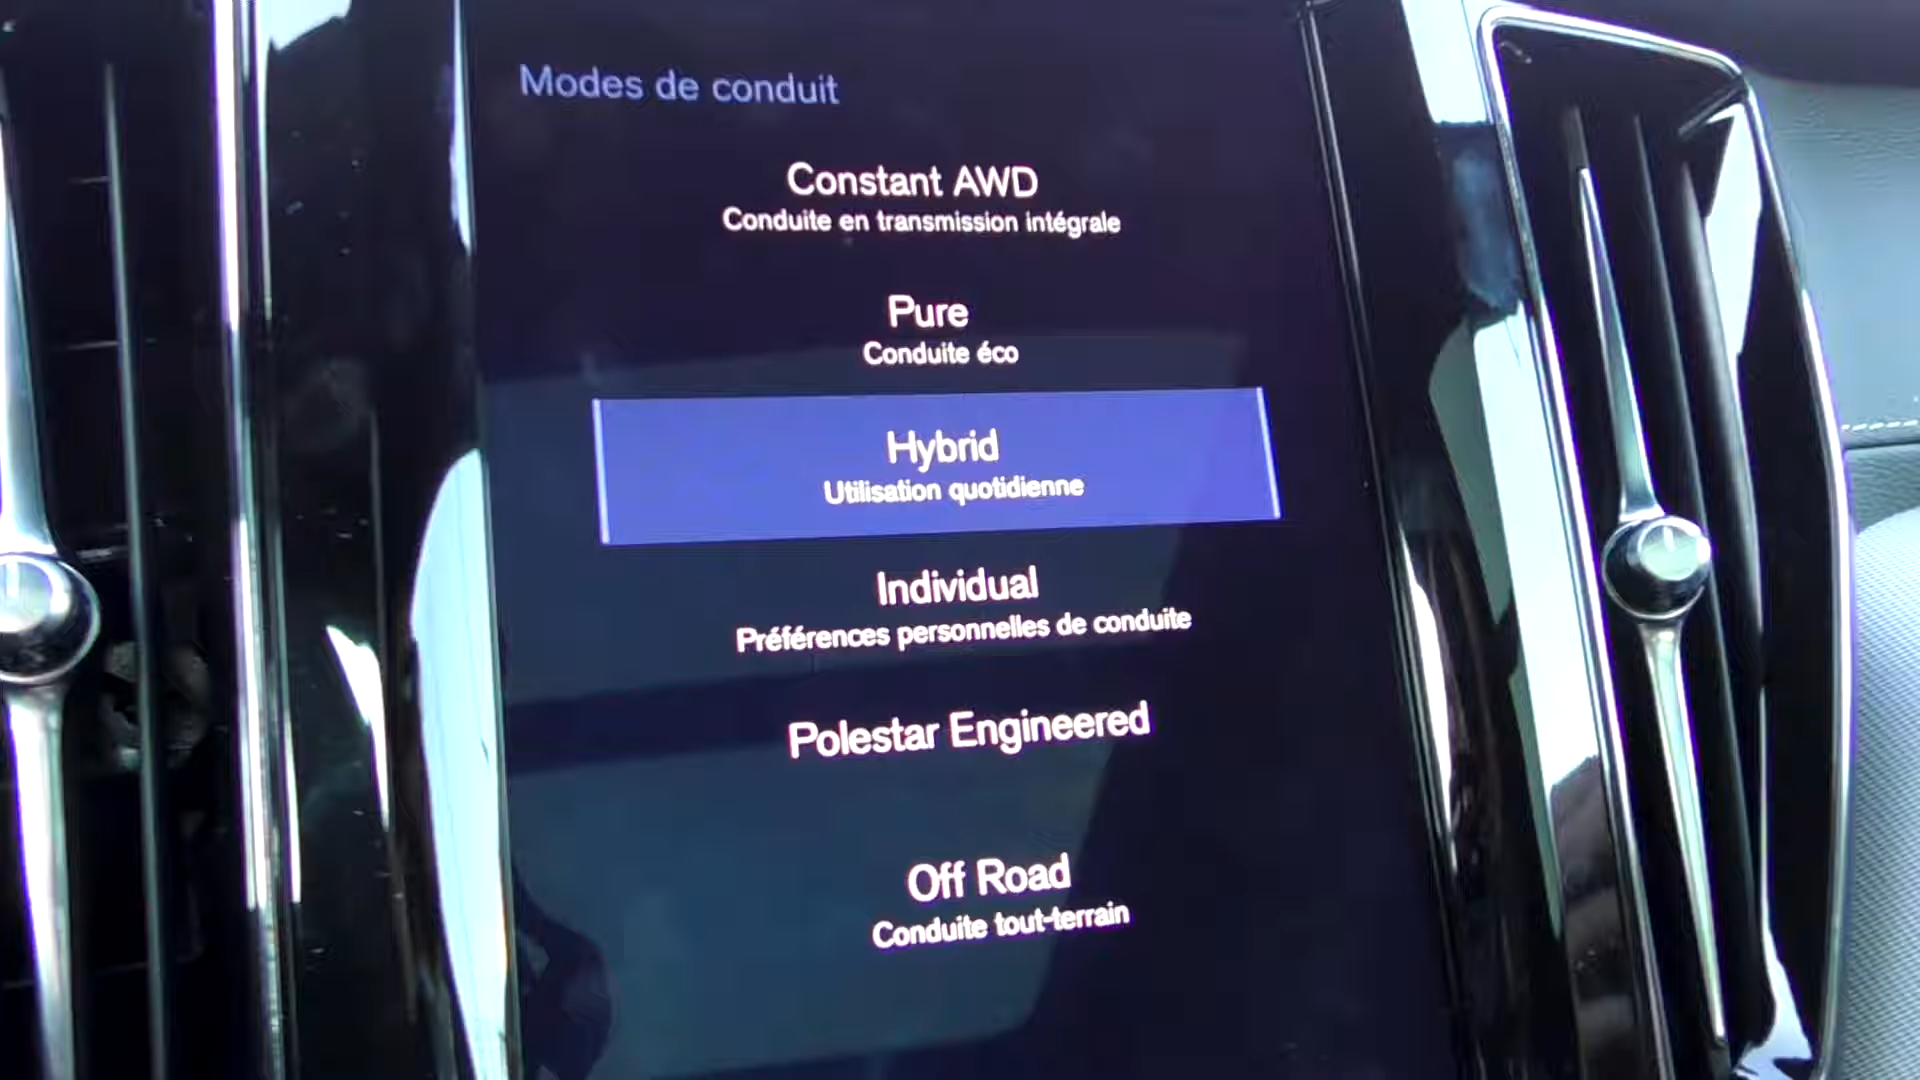 Modes de conduit
Constant AWD
Conduite en transmission intégrale
Pure
Conduite éco
Hybrid
Utilisation quotidienne
Individual
Préférences personnelles de conduite
Polestar Engineered
Off Road
Conduite tout-terrain